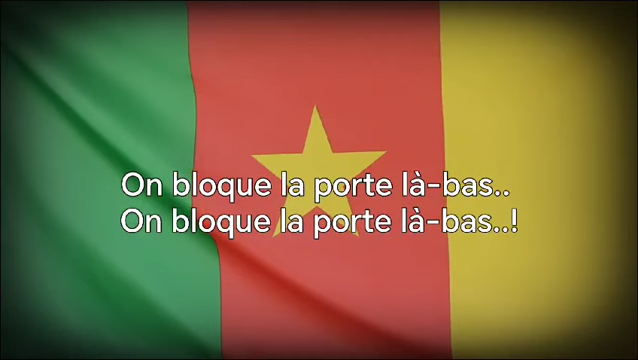 On bloque la porte là-bas..
On bloque la porte là-bas..!